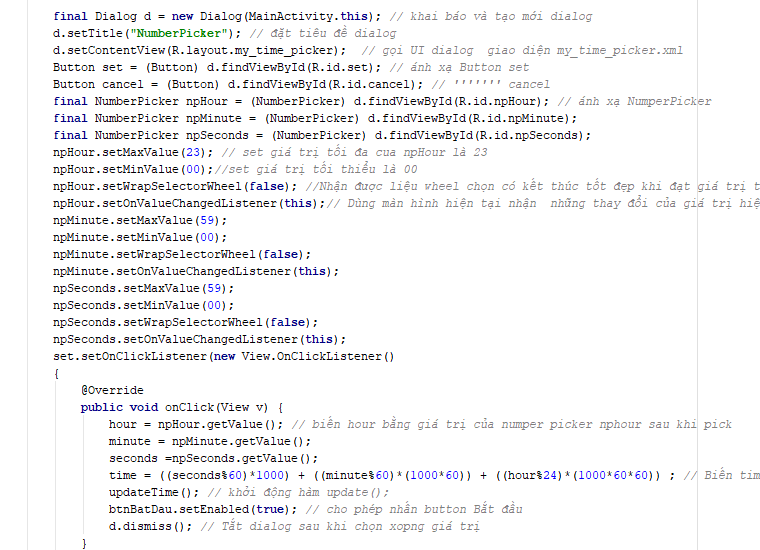 final Dialog d = new Dialog(MainActivity.this); // khai báo và tạo mới dialog
d.setTitle("NumberPicker"); // đặt tiêu đề dialog
d.setContentView(R.layout.my_time_picker);  // gọi UI dialog  giao diện my_time_picker.xml
Button set = (Button) d.findViewById(R.id.set); // ánh xạ Button set
Button cancel = (Button) d.findViewById(R.id.cancel); // ''''''' cancel
final NumberPicker npHour = (NumberPicker) d.findViewById(R.id.npHour); // ánh xạ NumperPicker
final NumberPicker npMinute = (NumberPicker) d.findViewById(R.id.npMinute);
final NumberPicker npSeconds = (NumberPicker) d.findViewById(R.id.npSeconds);
npHour.setMaxValue(23); // set giá trị tối đa cua npHour là 23
npHour.setMinValue(00);//set giá trị tối thiểu là 00
npHour.setWrapSelectorWheel(false); //Nhận được liệu wheel chọn có kết thúc tốt đẹp khi đạt giá trị t
npHour.setOnValueChangedListener(this);// Dùng màn hình hiện tại nhận  những thay đổi của giá trị hiệ
npMinute.setMaxValue(59);
npMinute.setMinValue(00);
npMinute.setWrapSelectorWheel(false);
npMinute.setOnValueChangedListener(this);
npSeconds.setMaxValue(59);
npSeconds.setMinValue(00);
npSeconds.setWrapSelectorWheel(false);
npSeconds.setOnValueChangedListener(this);
set.setOnClickListener(new View.OnClickListener()
{
@Override
public void onClick(View v) {
hour = npHour.getValue(); // biến hour bằng giá trị của numper picker nphour sau khi pick
minute = npMinute.getValue();
seconds =npSeconds.getValue();
time = ((seconds%60)*1000) + ((minute%60)*(1000*60)) + ((hour%24)*(1000*60*60)) ; // Biến tim
updateTime(); // khởi động hàm update();
btnBatDau.setEnabled(true); // cho phép nhấn button Bắt đầu
d.dismiss(); // Tắt dialog sau khi chọn xopng giá trị
}